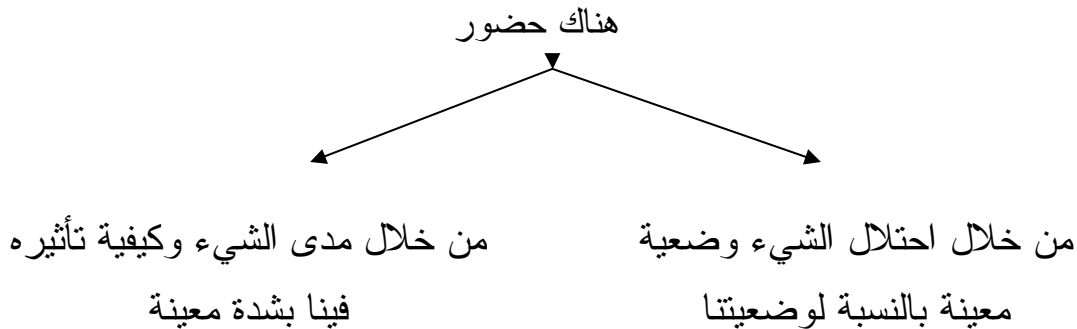 هناك حضور
من خلال احتلال الشيء وضعية
معينة بالنسبة لوضعيتنا
من خلال مدى الشيء وكيفية تأثيره
فينا بشدة معينة